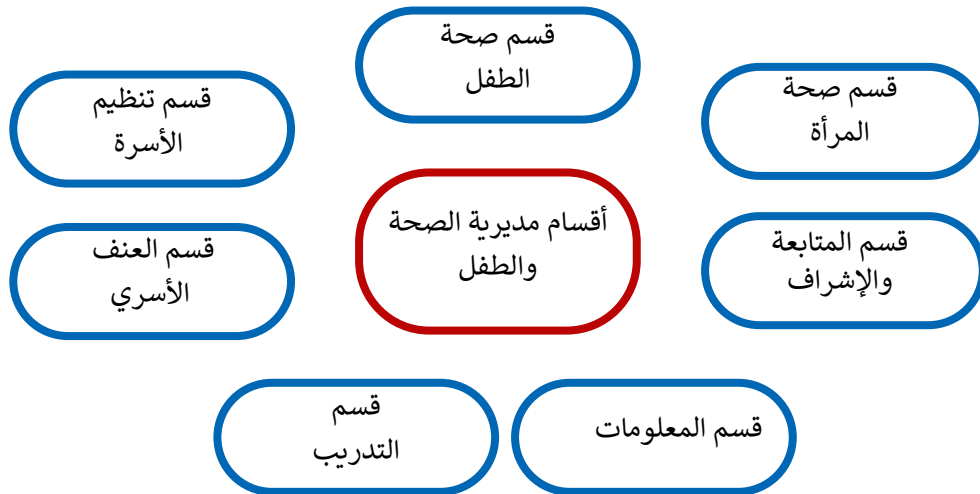 قسم صحة
الطفل
قسم صحة
المرأة
قسم تنظيم
الأسرة
أقسام مديرية الصحة
والطفل
قسم المتابعة
والإشراف
قسم العنف
الأسري
قسم المعلومات
قسم
التدريب